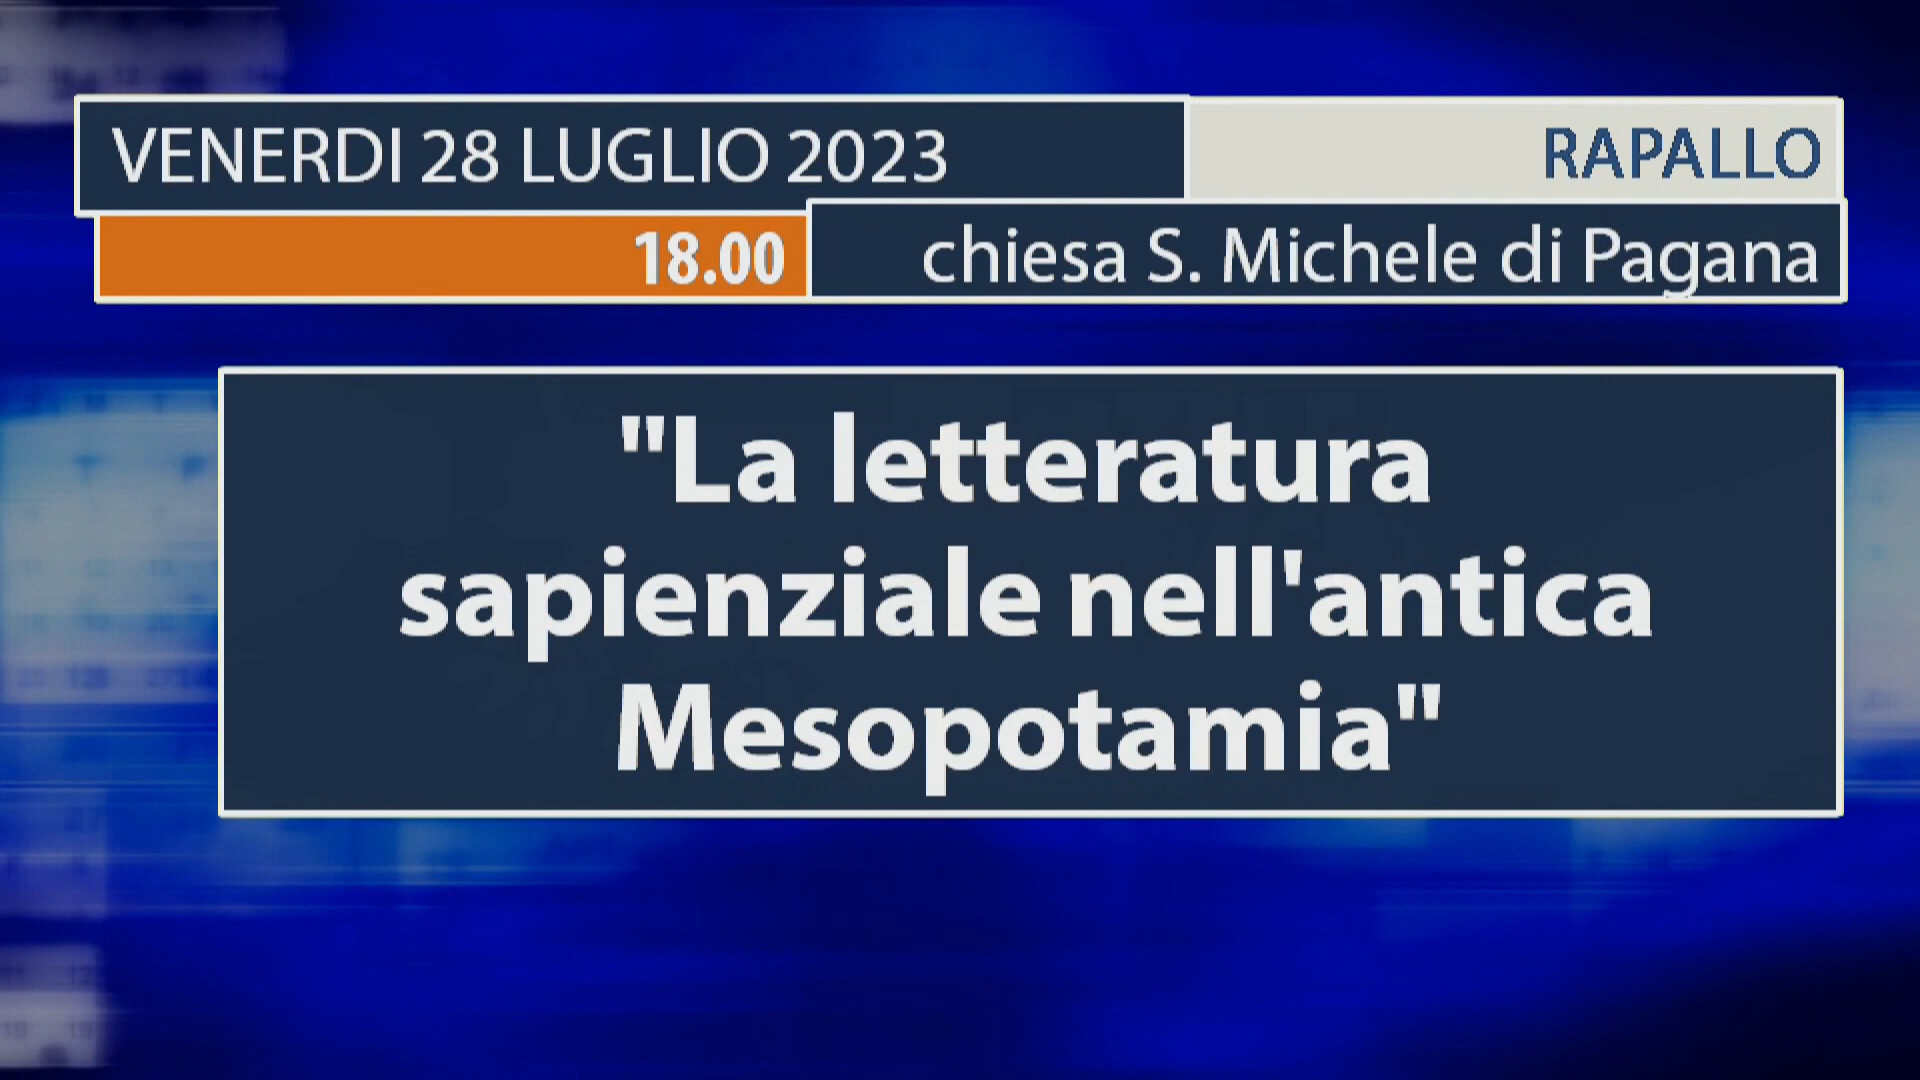 VENERDI 28 LUGLIO 2023
RAPALLO
18.00
chiesa S. Michele di Pagana
"La letteratura
sapienziale nell'antica
Mesopotamia"